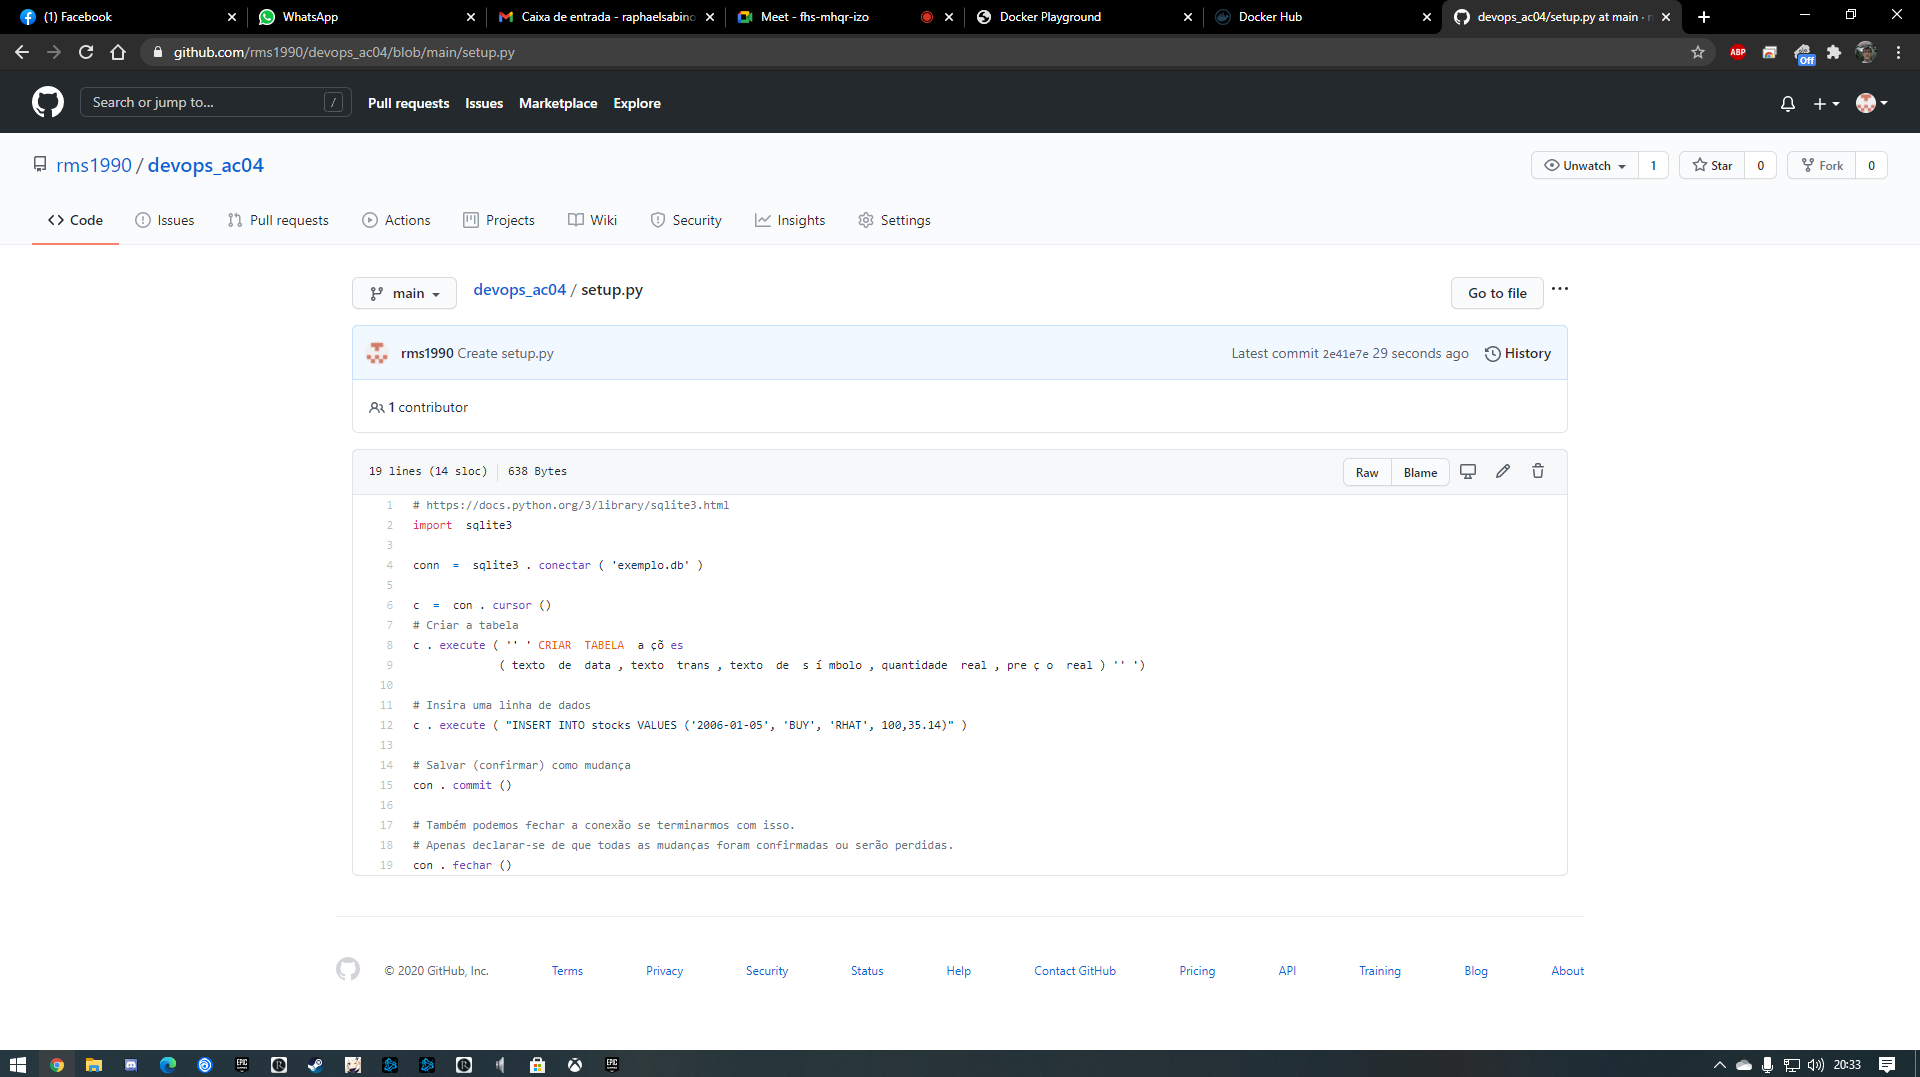 (1) Facebook
WhatsApp
Caixa de entrada - raphaelsabino
Meet - fhs-mhqr-izo
Docker Playground
Docker Hub
devops_ac04/setup.py at main ·
github.com/rms1990/devops_ac04/blob/main/setup.py
ABP
Off
Search or jump to... /
Pull requests Issues Marketplace Explore
rms1990 / devops_ac04
Unwatch 1 Star 0 Fork 0
Code Issues Pull requests Actions Projects Wiki Security Insights Settings
main devops_ac04 / setup.py Go to file ...
rms1990 Create setup.py Latest commit 2e41e7e 29 seconds ago History
1 contributor
19 lines (14 sloc) 638 Bytes Raw Blame
1 # https://docs.python.org/3/library/sqlite3.html
2 import  sqlite3
3
4 conn  =  sqlite3 . conectar ( 'exemplo.db' )
5
6 c  =  con . cursor ()
7 # Criar a tabela
8 c . execute ( '' ' CRIAR  TABELA  a çõ es
9 ( texto  de  data , texto  trans , texto  de  s í mbolo , quantidade  real , pre ç o  real ) '' ')
10
11 # Insira uma linha de dados
12 c . execute ( "INSERT INTO stocks VALUES ('2006-01-05', 'BUY', 'RHAT', 100,35.14)" )
13
14 # Salvar (confirmar) como mudança
15 con . commit ()
16
17 # Também podemos fechar a conexão se terminarmos com isso.
18 # Apenas declarar-se de que todas as mudanças foram confirmadas ou serão perdidas.
19 con . fechar ()
© 2020 GitHub, Inc. Terms Privacy Security Status Help Contact GitHub Pricing API Training Blog About
EPIC
EPIC
20:33